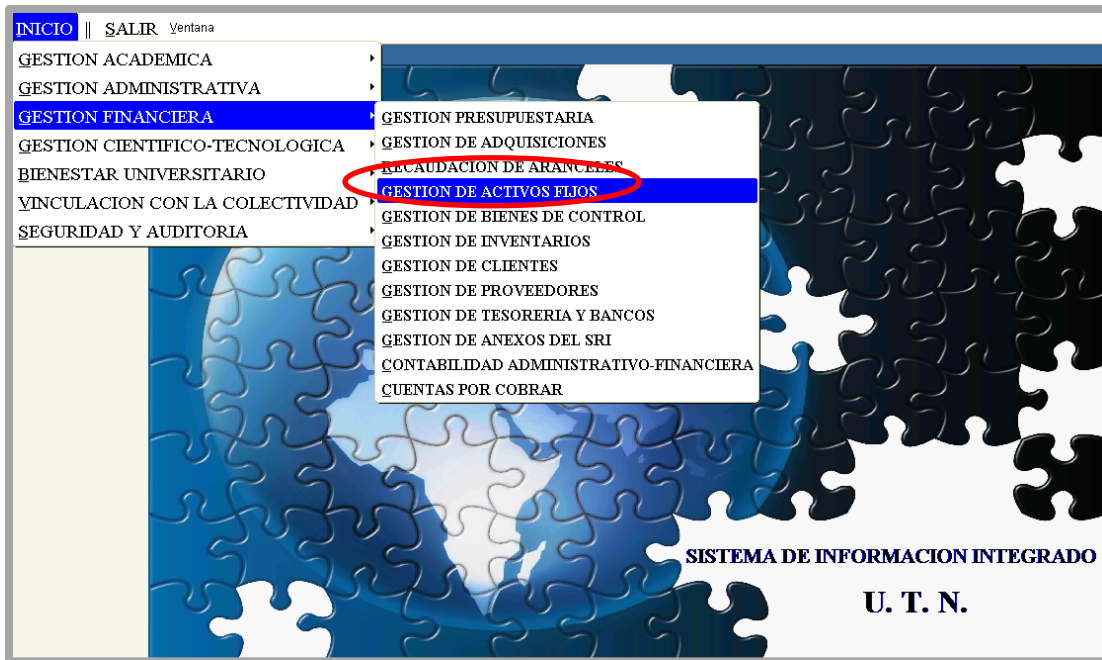 INICIO || SALIR Ventana
GESTION ACADEMICA
GESTION ADMINISTRATIVA
GESTION FINANCIERA
GESTION CIENTIFICO-TECNOLOGICA
BIENESTAR UNIVERSITARIO
VINCULACION CON LA COLECTIVIDAD
SEGURIDAD Y AUDITORIA
GESTION PRESUPUESTARIA
GESTION DE ADQUISICIONES
RECAUDACION DE ARANCELES
GESTION DE ACTIVOS FIJOS
GESTION DE BIENES DE CONTROL
GESTION DE INVENTARIOS
GESTION DE CLIENTES
GESTION DE PROVEEDORES
GESTION DE TESORERIA Y BANCOS
GESTION DE ANEXOS DEL SRI
CONTABILIDAD ADMINISTRATIVO-FINANCIERA
CUENTAS POR COBRAR
SISTEMA DE INFORMACION INTEGRADO
U. T. N.